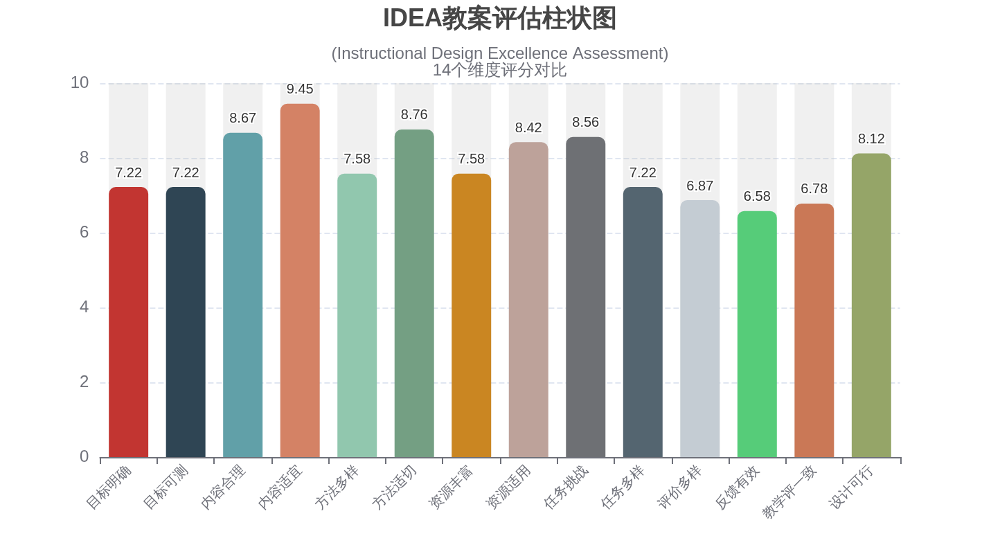 IDEA教案评估柱状图
(Instructional Design Excellence Assessment)
14个维度评分对比
10
8
6
4
2
0
7.22
7.22
8.67
9.45
7.58
8.76
7.58
8.42
8.56
7.22
6.87
6.58
6.78
8.12
目标明确
目标可测
内容合理
内容适宜
方法多样
方法适切
资源丰富
资源适用
任务挑战
任务多样
评价多样
反馈有效
教学评一致
设计可行